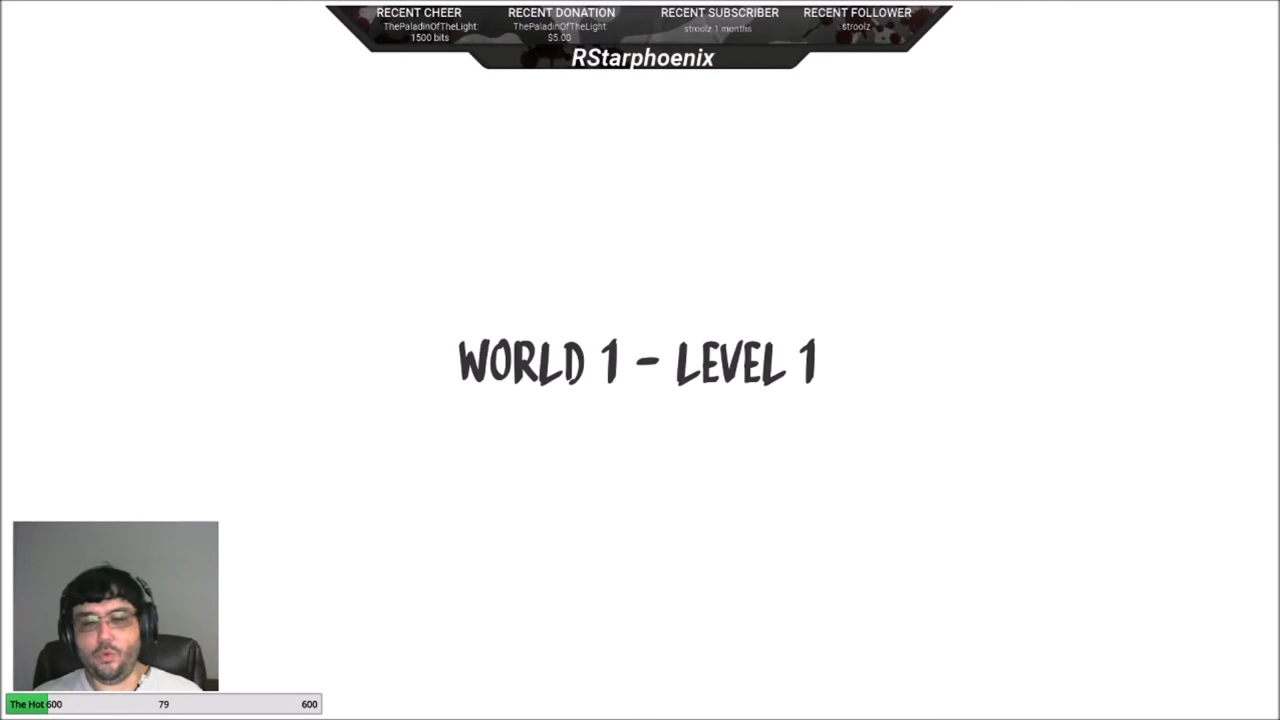 RECENT CHEER
ThePaladinOfTheLight:
1500 bits
RECENT DONATION
ThePaladinOfTheLight:
$5.00
RECENT SUBSCRIBER
stroolz 1 months
RECENT FOLLOWER
stroolz
RStarphoenix
WORLD 1 - LEVEL 1
The Hot 600 79 600